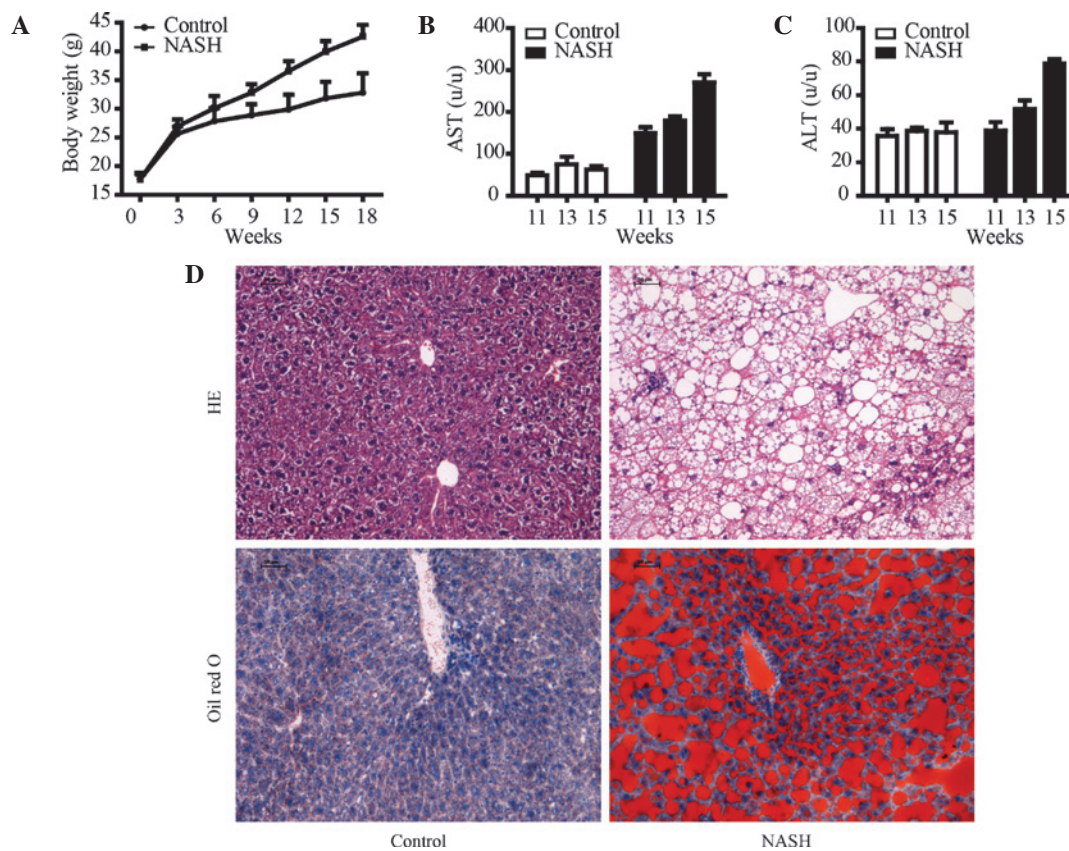 A
Body weight (g)
45
40
35
30
25
20
15
Control
NASH
0 3 6 9 12 15 18
Weeks
B
AST (u/u)
400
300
200
100
0
Control
NASH
11 13 15 11 13 15
Weeks
C
ALT (u/u)
80
60
40
20
0
Control
NASH
11 13 15 11 13 15
Weeks
D
HE
Oil red O
Control NASH